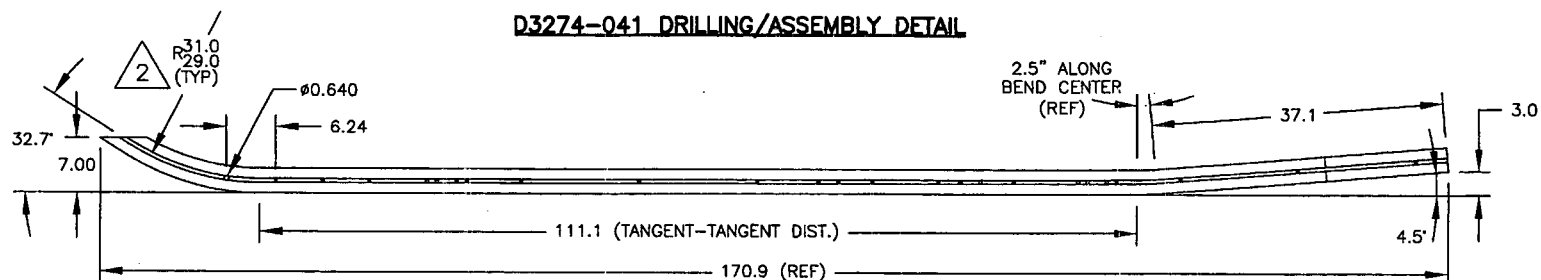 D3274-041 DRILLING/ASSEMBLY DETAIL
2
R31.0
29.0
(TYP)
ø0.640
6.24
2.5" ALONG
BEND CENTER
(REF)
37.1
3.0
32.7°
7.00
111.1 (TANGENT-TANGENT DIST.)
4.5°
170.9 (REF)